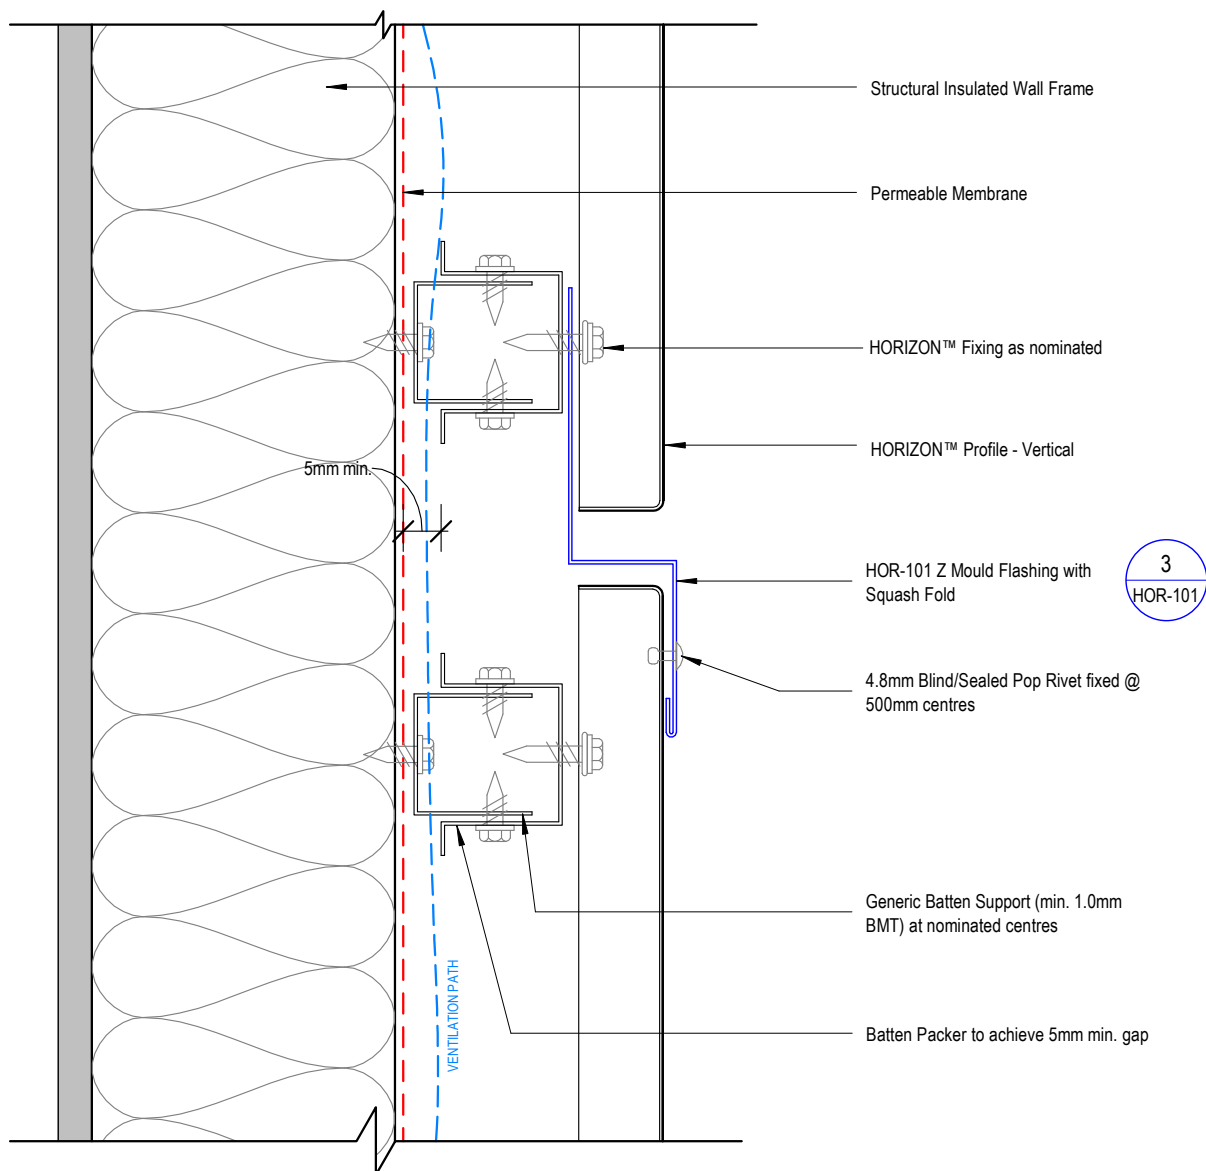 Structural Insulated Wall Frame
Permeable Membrane
HORIZON™ Fixing as nominated
HORIZON™ Profile - Vertical
5mm min.
HOR-101 Z Mould Flashing with
Squash Fold
3
HOR-101
4.8mm Blind/Sealed Pop Rivet fixed @
500mm centres
Generic Batten Support (min. 1.0mm
BMT) at nominated centres
VENTILATION PATH
Batten Packer to achieve 5mm min. gap